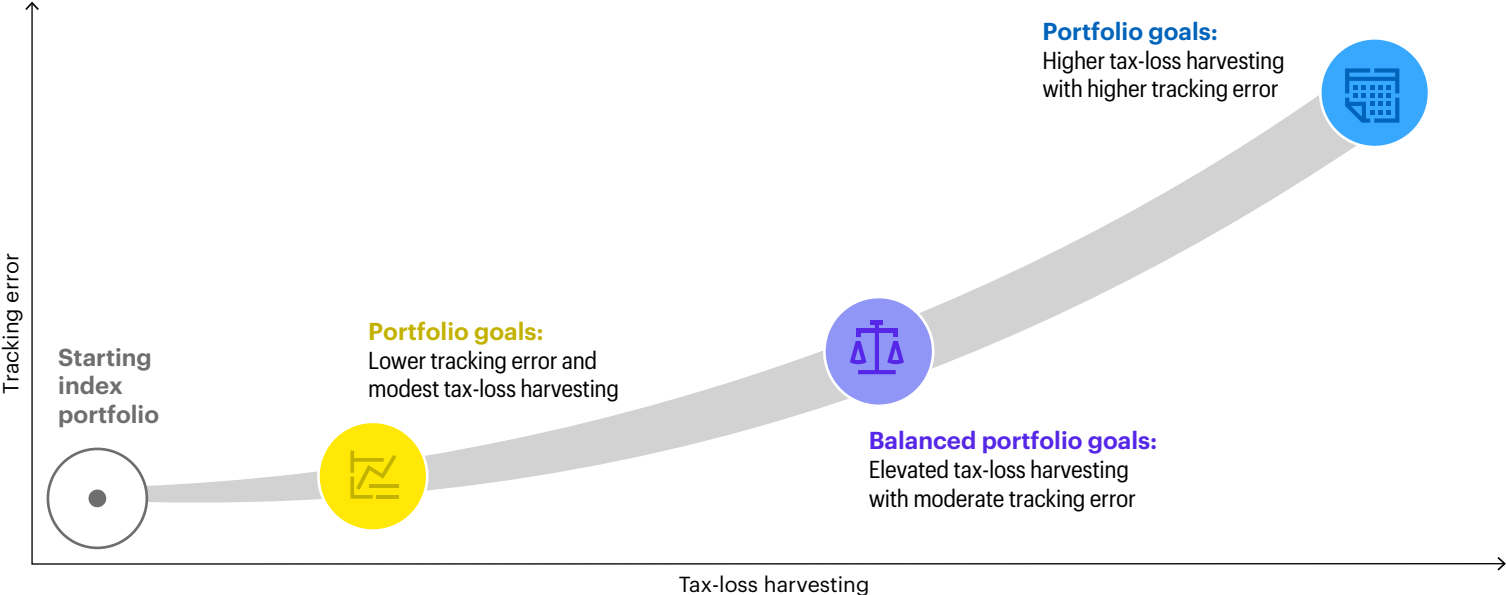 Portfolio goals:
Higher tax-loss harvesting
with higher tracking error
Tracking error
Starting
index
portfolio
Portfolio goals:
Lower tracking error and
modest tax-loss harvesting
Balanced portfolio goals:
Elevated tax-loss harvesting
with moderate tracking error
Tax-loss harvesting